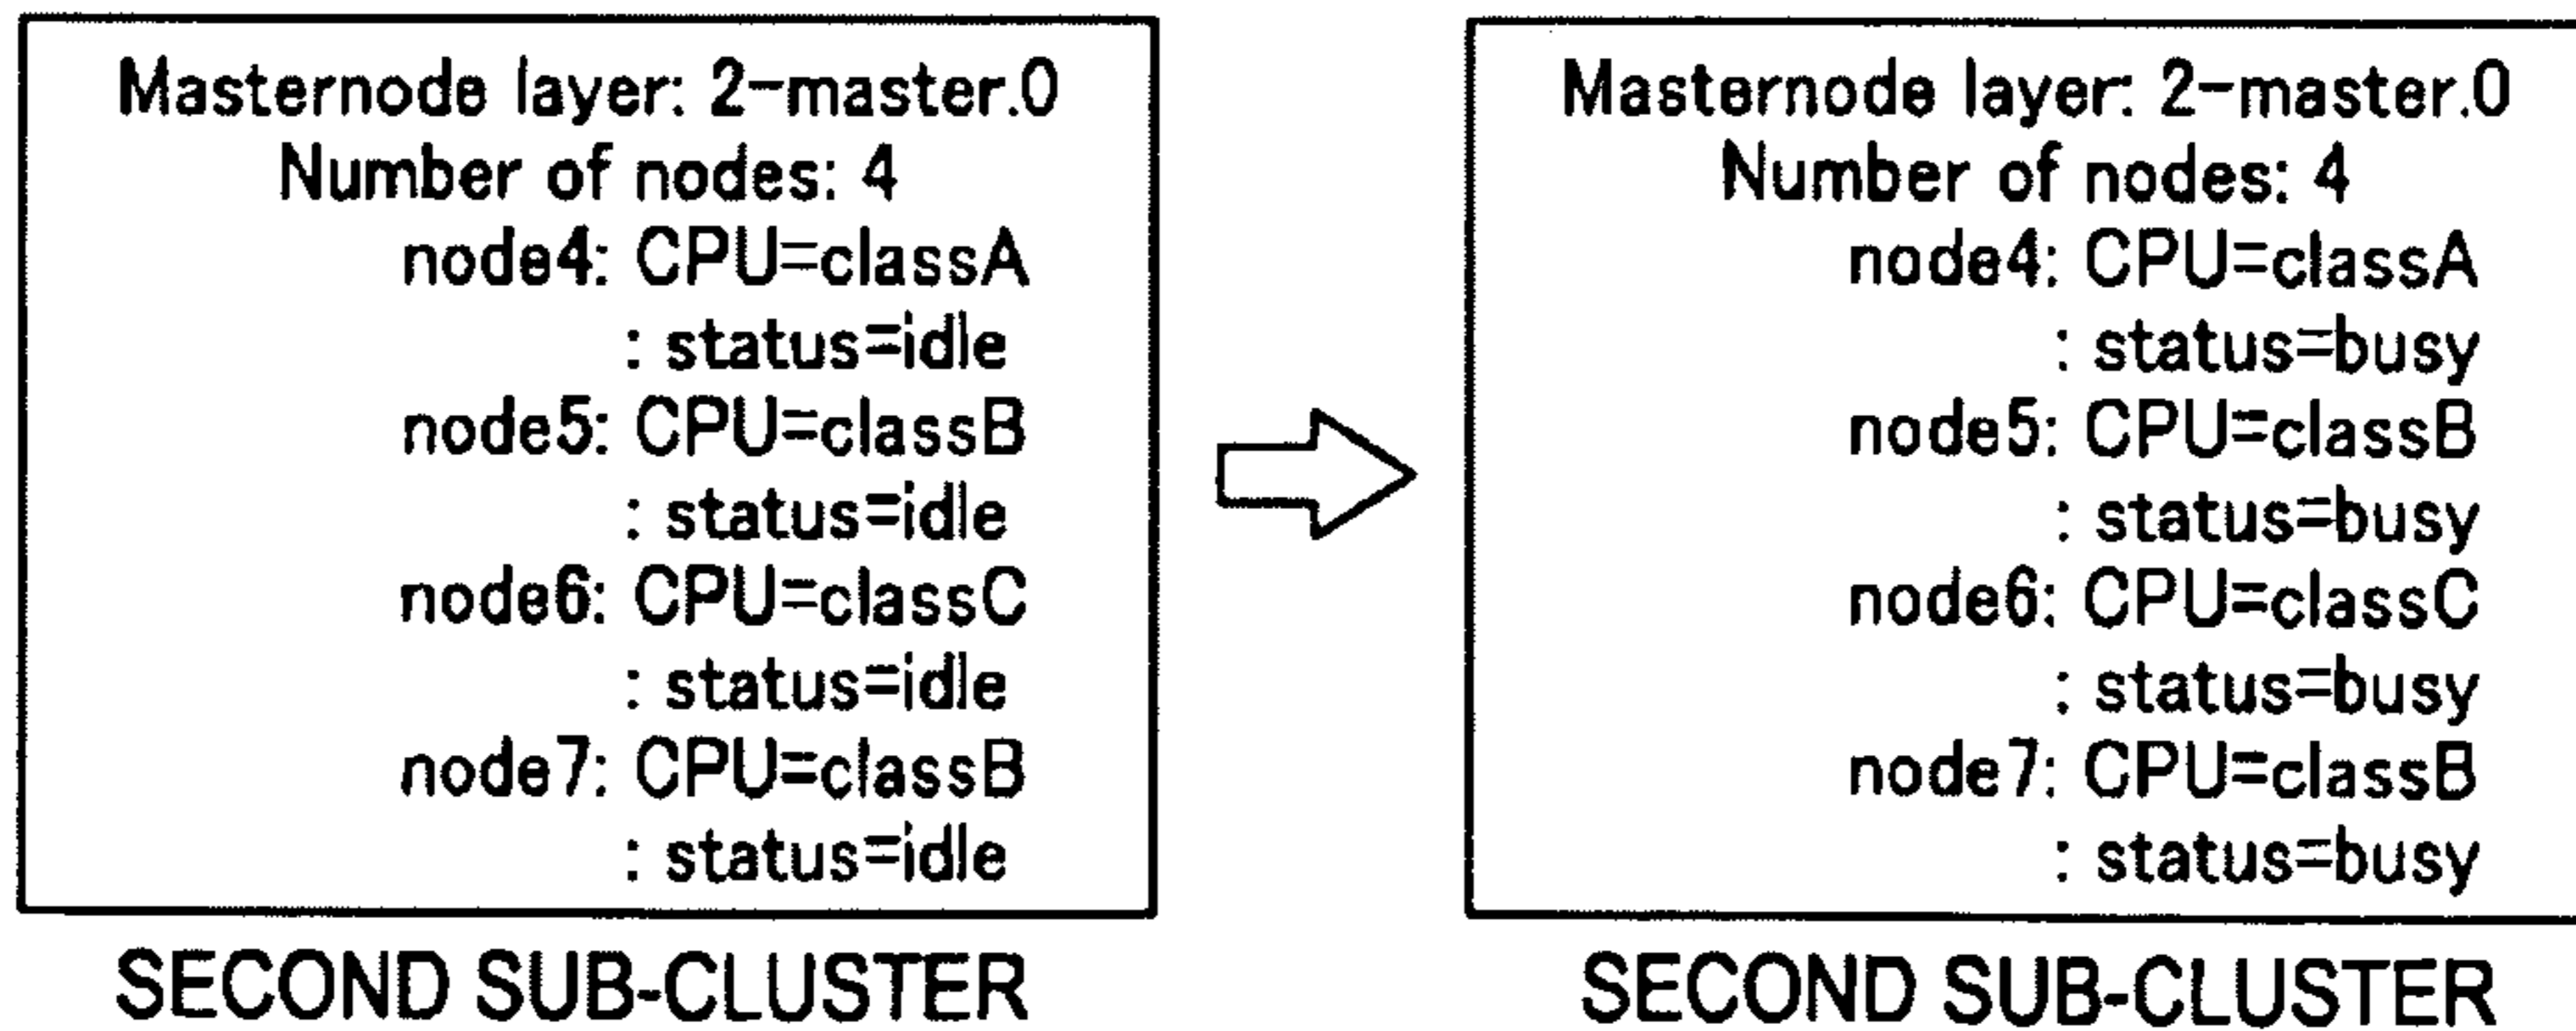 Masternode layer: 2-master.0
Number of nodes: 4
node4: CPU=classA
: status=idle
node5: CPU=classB
: status=idle
node6: CPU=classC
: status=idle
node7: CPU=classB
: status=idle
SECOND SUB-CLUSTER
Masternode layer: 2-master.0
Number of nodes: 4
node4: CPU=classA
: status=busy
node5: CPU=classB
: status=busy
node6: CPU=classC
: status=busy
node7: CPU=classB
: status=busy
SECOND SUB-CLUSTER